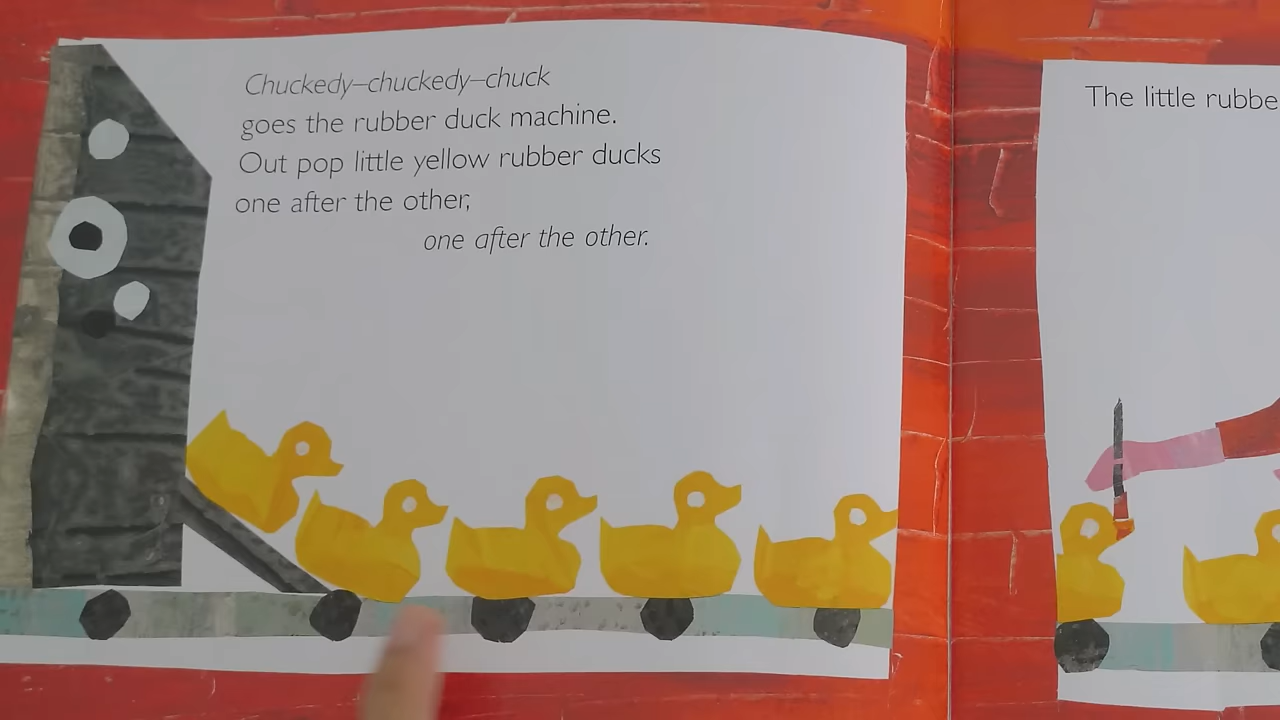 Chuckedy–chuckedy–chuck
goes the rubber duck machine.
Out pop little yellow rubber ducks
one after the other,
one after the other.
The little rubbe